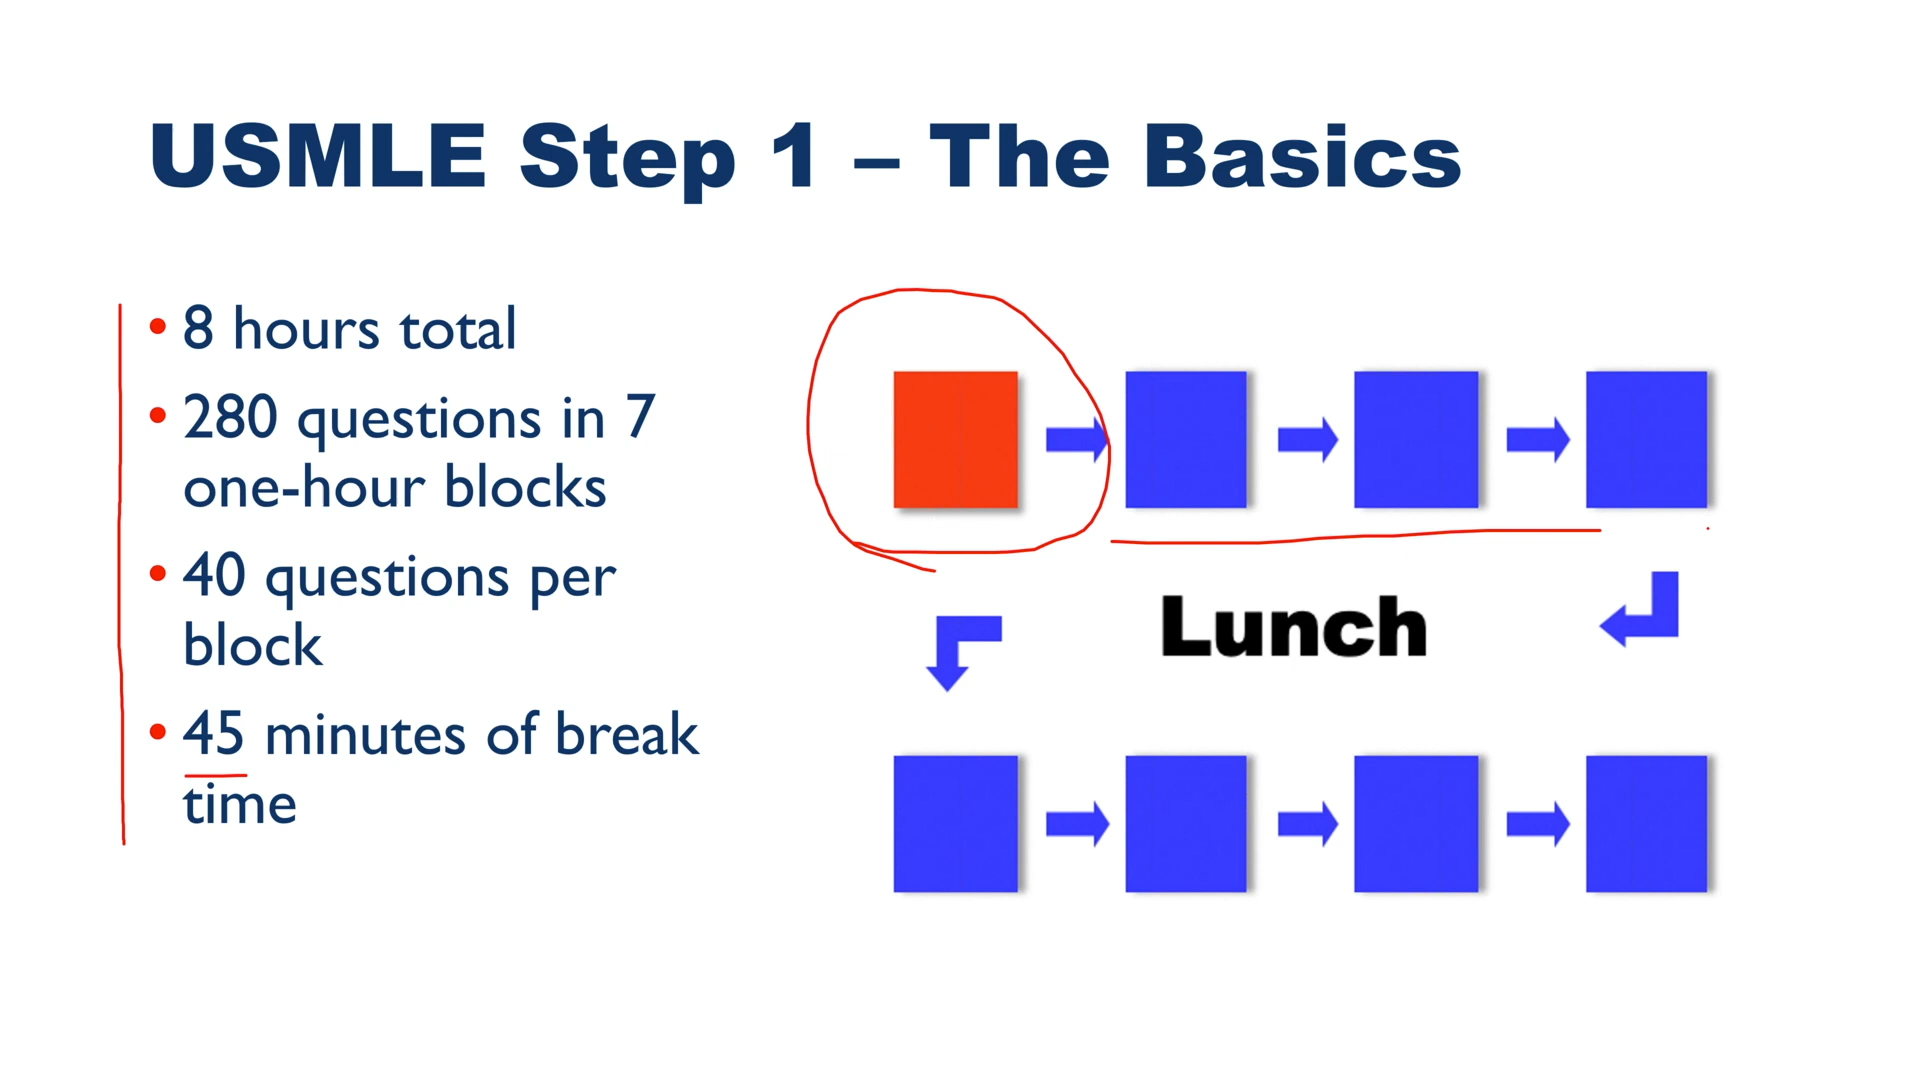 USMLE Step 1 – The Basics
• 8 hours total
• 280 questions in 7
one-hour blocks
• 40 questions per
block
• 45 minutes of break
time
Lunch